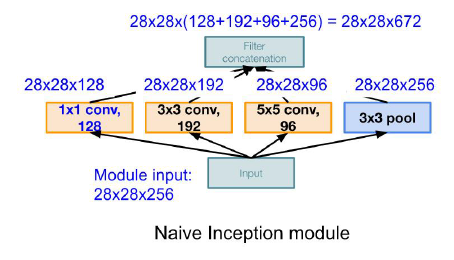 28x28x(128+192+96+256) = 28x28x672
Filter
concatenation
28x28x128
28x28x192
28x28x96
28x28x256
1x1 conv,
128
3x3 conv,
192
5x5 conv,
96
3x3 pool
Module input:
28x28x256
Input
Naive Inception module